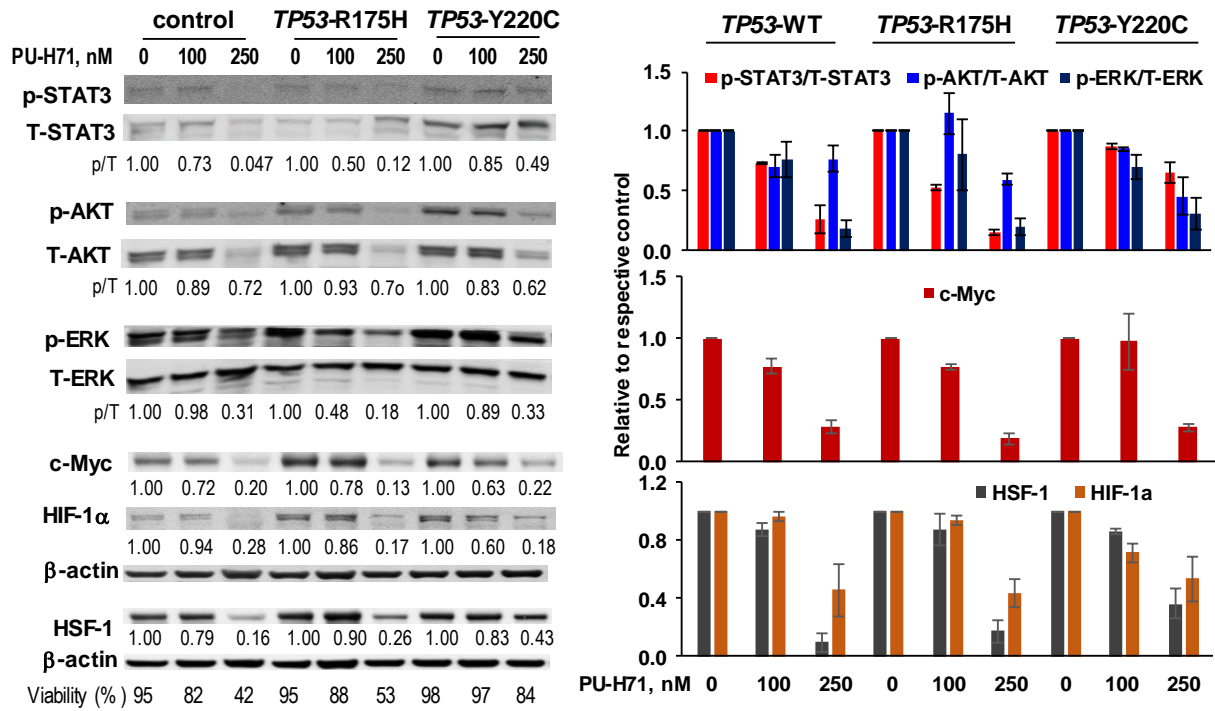 control TP53-R175H TP53-Y220C
PU-H71, nM 0 100 250 0 100 250 0 100 250
p-STAT3
T-STAT3
p/T 1.00 0.73 0.047 1.00 0.50 0.12 1.00 0.85 0.49
p-AKT
T-AKT
p/T 1.00 0.89 0.72 1.00 0.93 0.7o 1.00 0.83 0.62
p-ERK
T-ERK
p/T 1.00 0.98 0.31 1.00 0.48 0.18 1.00 0.89 0.33
c-Myc
1.00 0.72 0.20 1.00 0.78 0.13 1.00 0.63 0.22
HIF-1α
1.00 0.94 0.28 1.00 0.86 0.17 1.00 0.60 0.18
β-actin
HSF-1
1.00 0.79 0.16 1.00 0.90 0.26 1.00 0.83 0.43
β-actin
Viability (%) 95 82 42 95 88 53 98 97 84
TP53-WT TP53-R175H TP53-Y220C
Relative to respective control
1.5
p-STAT3/T-STAT3 p-AKT/T-AKT p-ERK/T-ERK
1.0
0.5
0.0
1.5
c-Myc
1.0
0.5
0.0
1.2
HSF-1 HIF-1a
0.8
0.4
0.0
PU-H71, nM 0 100 250 0 100 250 0 100 250